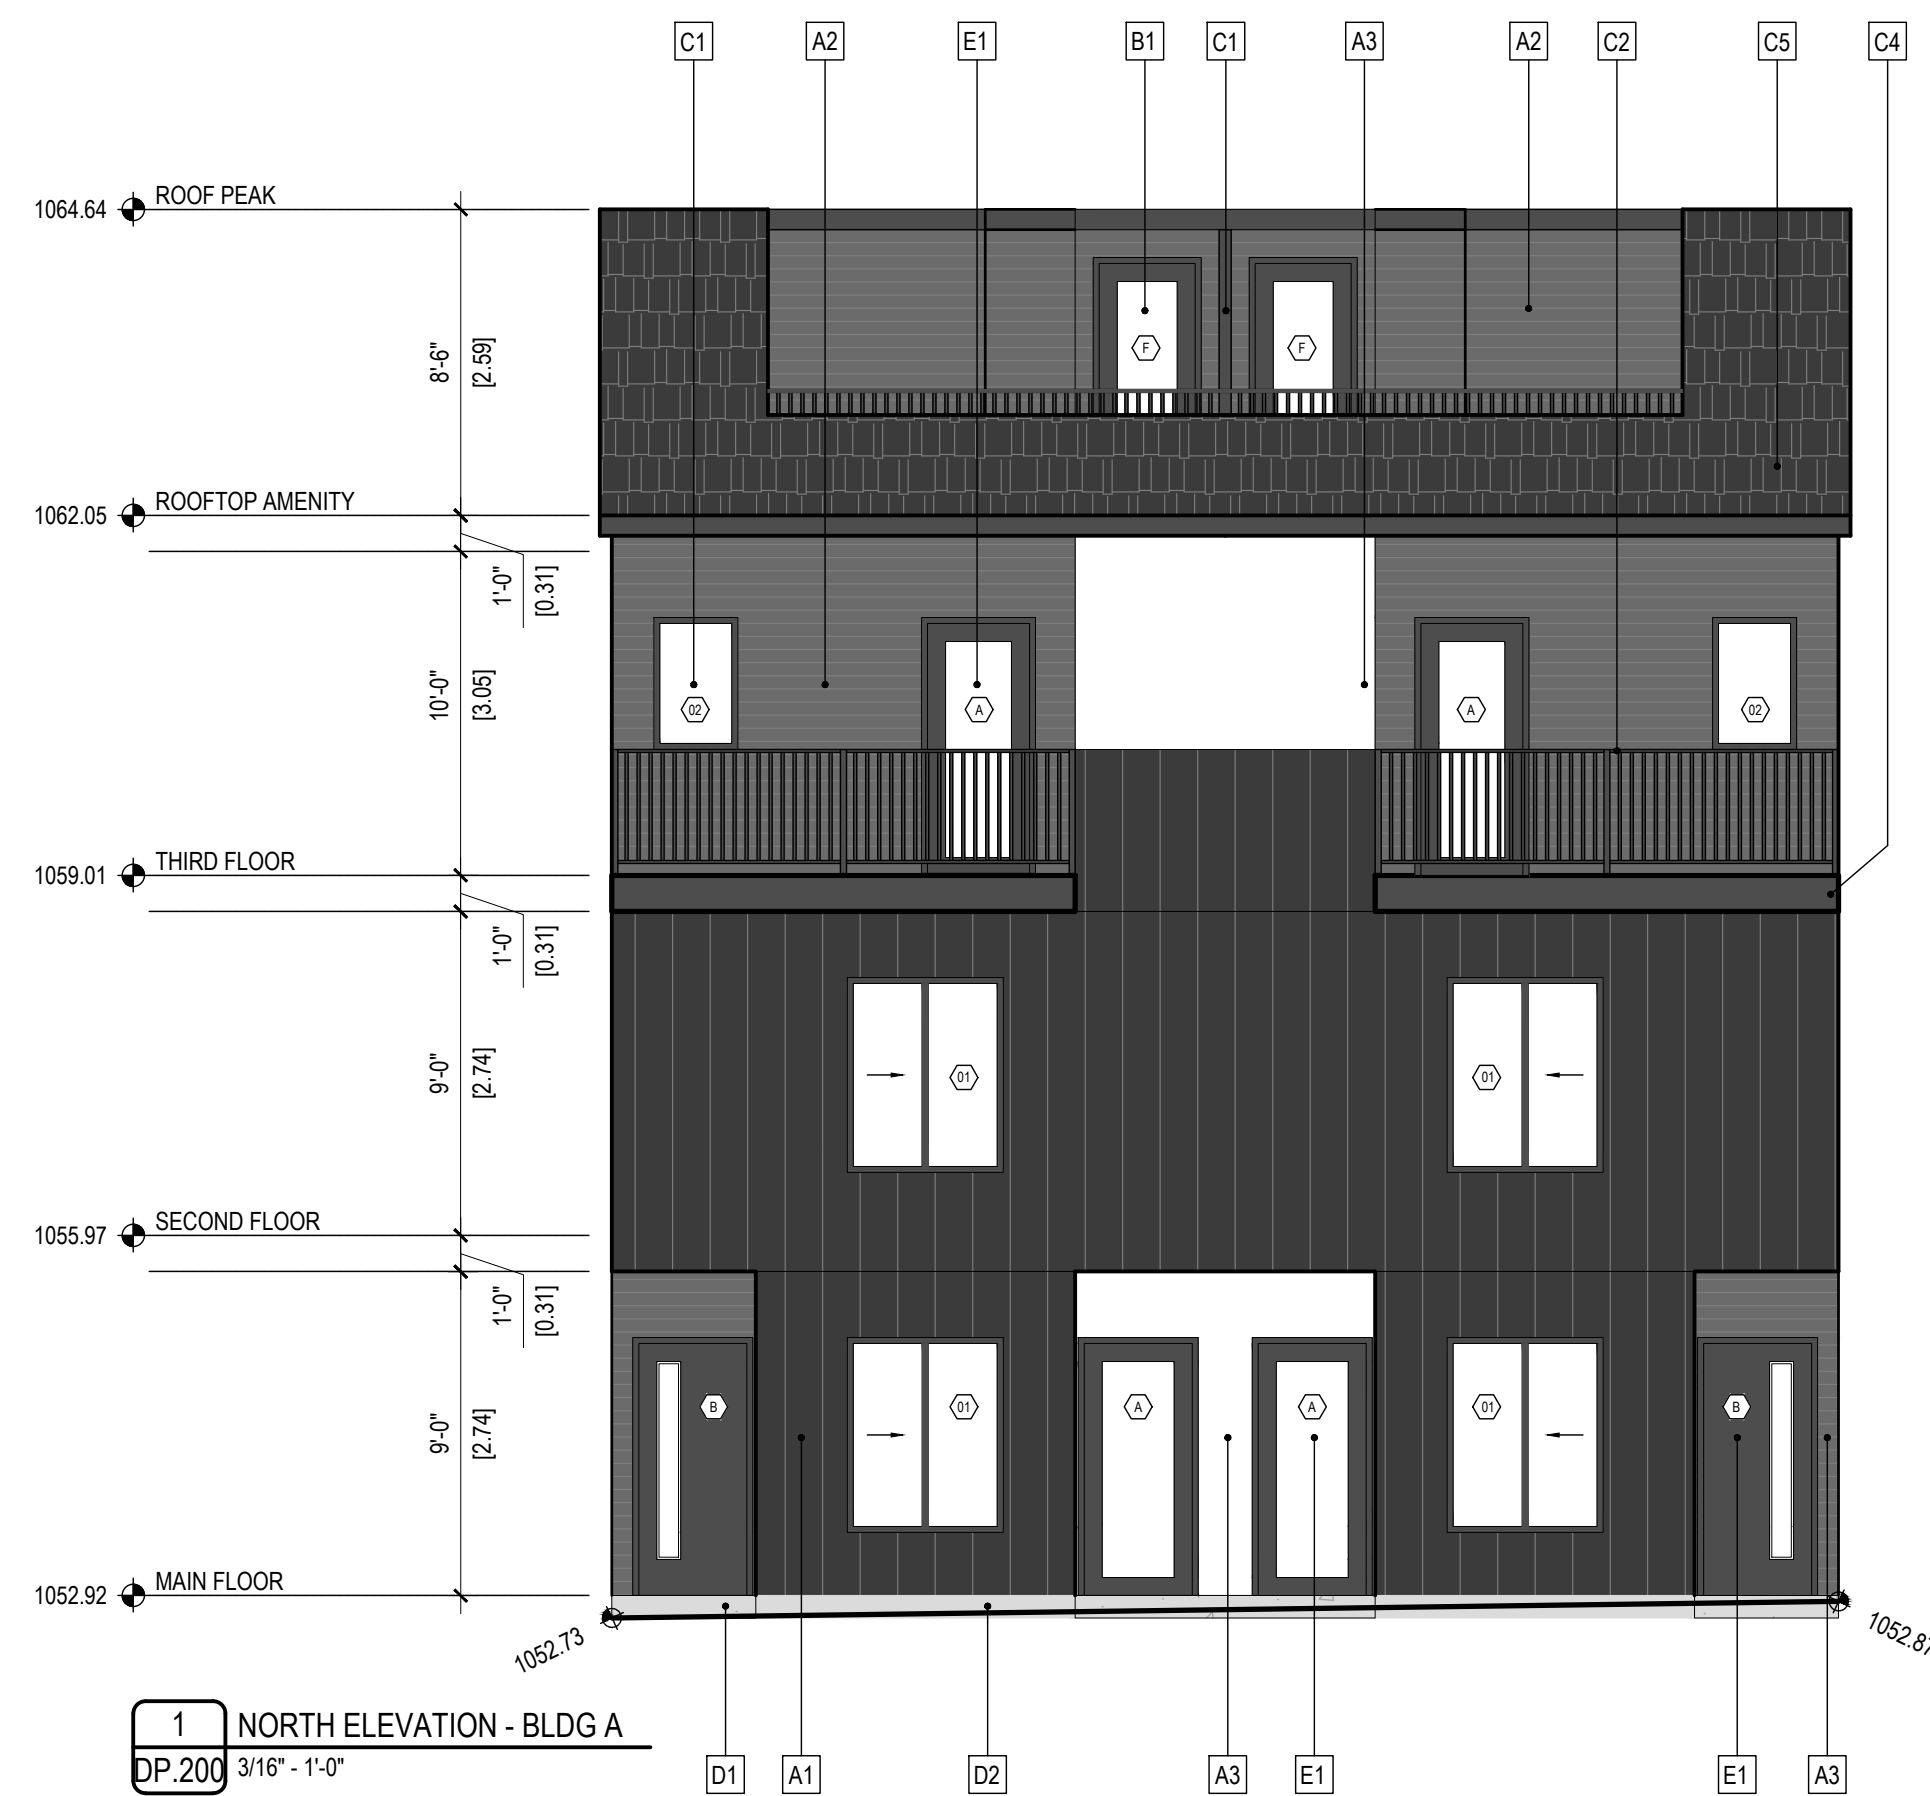 C1 A2 E1 B1 C1 A3 A2 C2 C5 C4
1064.64 ROOF PEAK
8'-6" [2.59]
F F
1062.05 ROOFTOP AMENITY
1'-0" [0.31]
10'-0" [3.05]
02 A A 02
1059.01 THIRD FLOOR
1'-0" [0.31]
9'-0" [2.74]
01 01
1055.97 SECOND FLOOR
1'-0" [0.31]
9'-0" [2.74]
B 01 A A 01 B
1052.92 MAIN FLOOR
1052.73
1052.87
1 NORTH ELEVATION - BLDG A
DP.200 3/16" - 1'-0"
D1 A1 D2 A3 E1 E1 A3